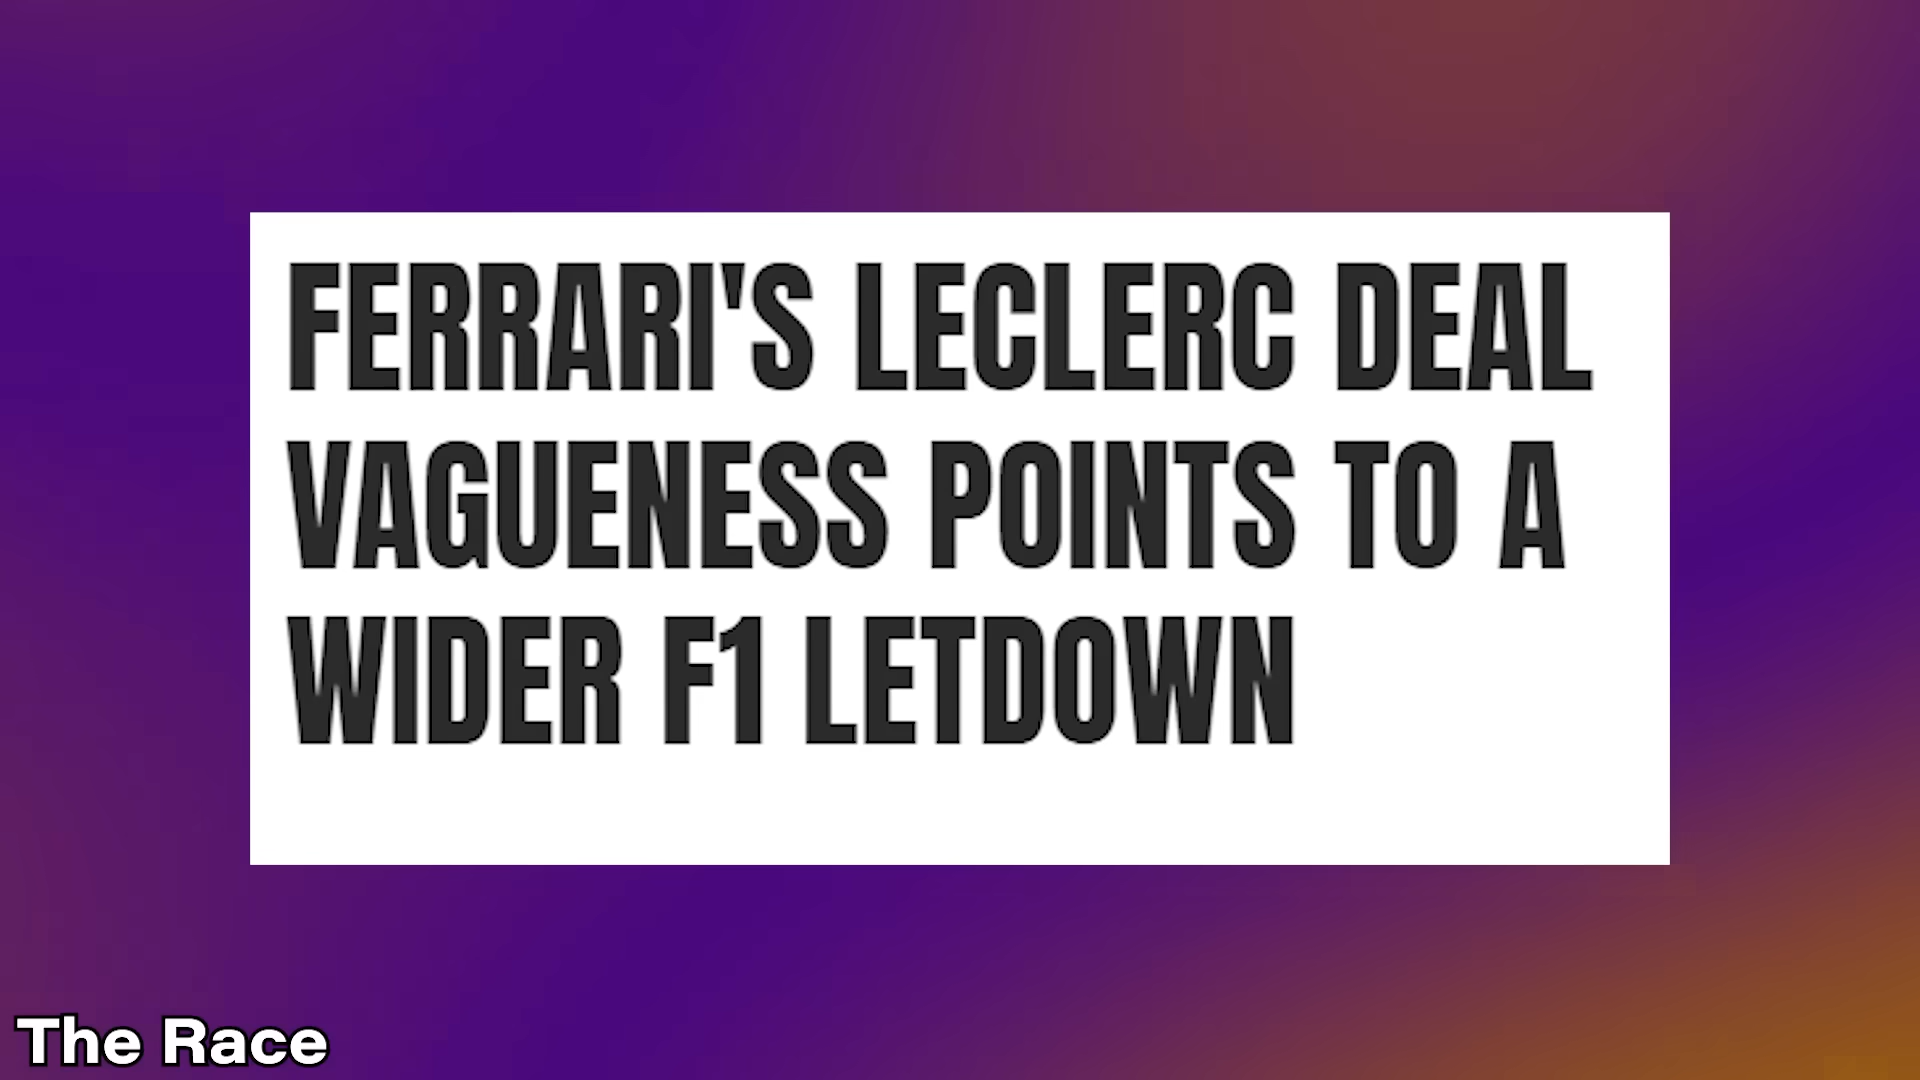 FERRARI'S LECLERC DEAL
VAGUENESS POINTS TO A
WIDER F1 LETDOWN
The Race